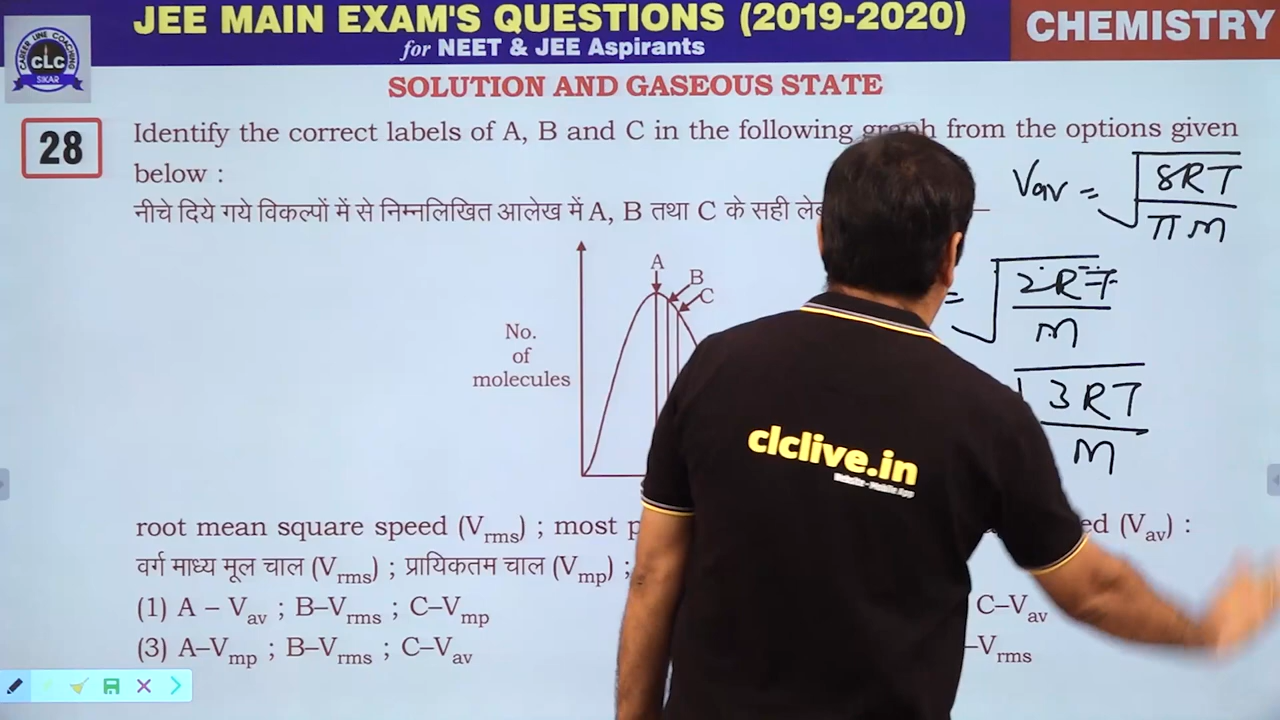 JEE MAIN EXAM'S QUESTIONS (2019-2020)
for NEET & JEE Aspirants
CHEMISTRY
CAREER LINE COACHING
CLC
SIKAR
SOLUTION AND GASEOUS STATE
28
Identify the correct labels of A, B and C in the following graph from the options given
below :
नीचे दिये गये विकल्पों में से निम्नलिखित आलेख में A, B तथा C के सही
Vav = √8RT/πM
= √2RT/M
√3RT/M
A
B
C
No.
of
molecules
clclive.in
root mean square speed (Vrms) ; most (Vav) :
वर्ग माध्य मूल चाल (Vrms) ; प्रायिकतम चाल (Vmp) ;
(1) A – Vav ; B–Vrms ; C–Vmp C–Vav
(3) A–Vmp ; B–Vrms ; C–Vav –Vrms